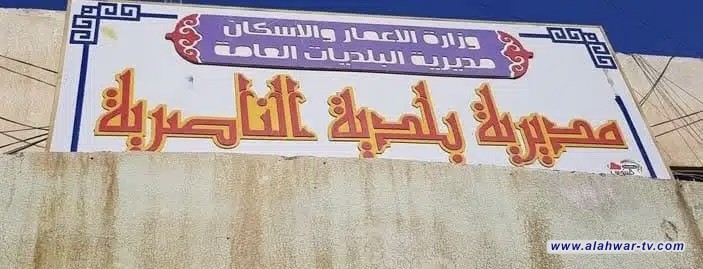 وزارة الاعمار والاسكان
مديرية البلديات العامة
مديرية بلدية الناصرية
www.alahwar-tv.com